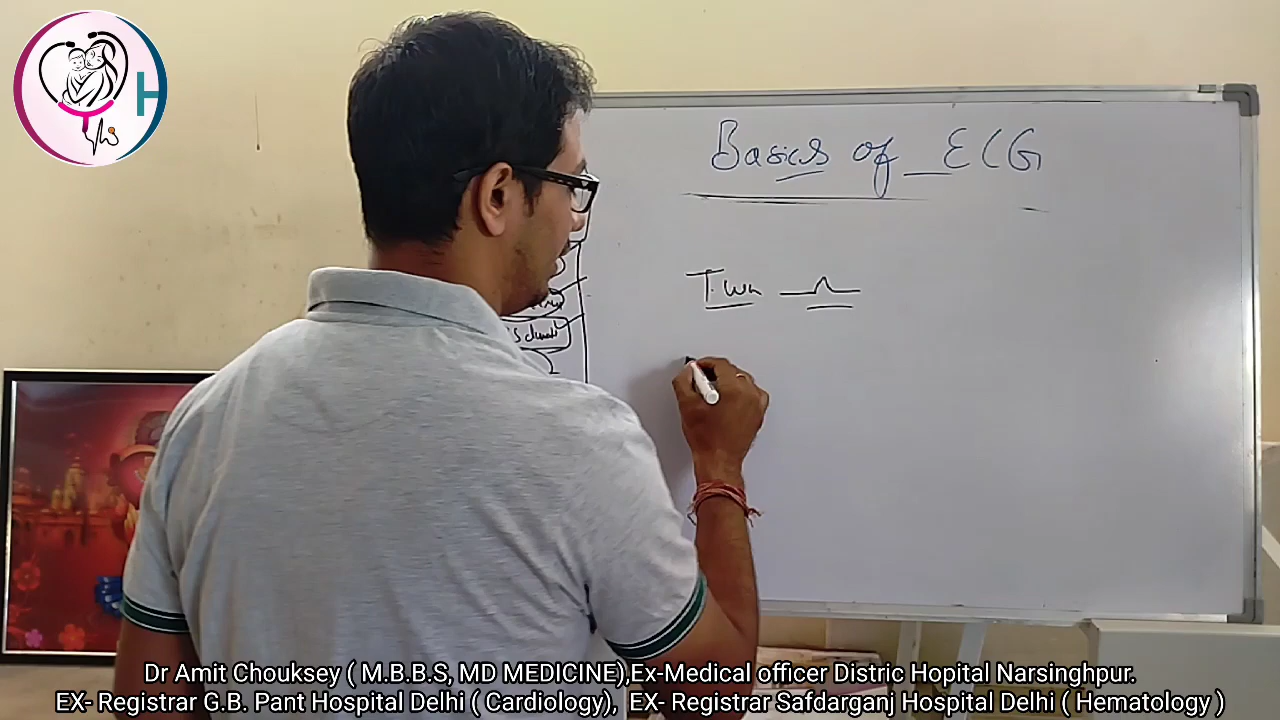 H
Basics of ECG
T. wa
Dr Amit Chouksey ( M.B.B.S, MD MEDICINE),Ex-Medical officer Distric Hopital Narsinghpur.
EX- Registrar G.B. Pant Hospital Delhi ( Cardiology), EX- Registrar Safdarganj Hospital Delhi ( Hematology )